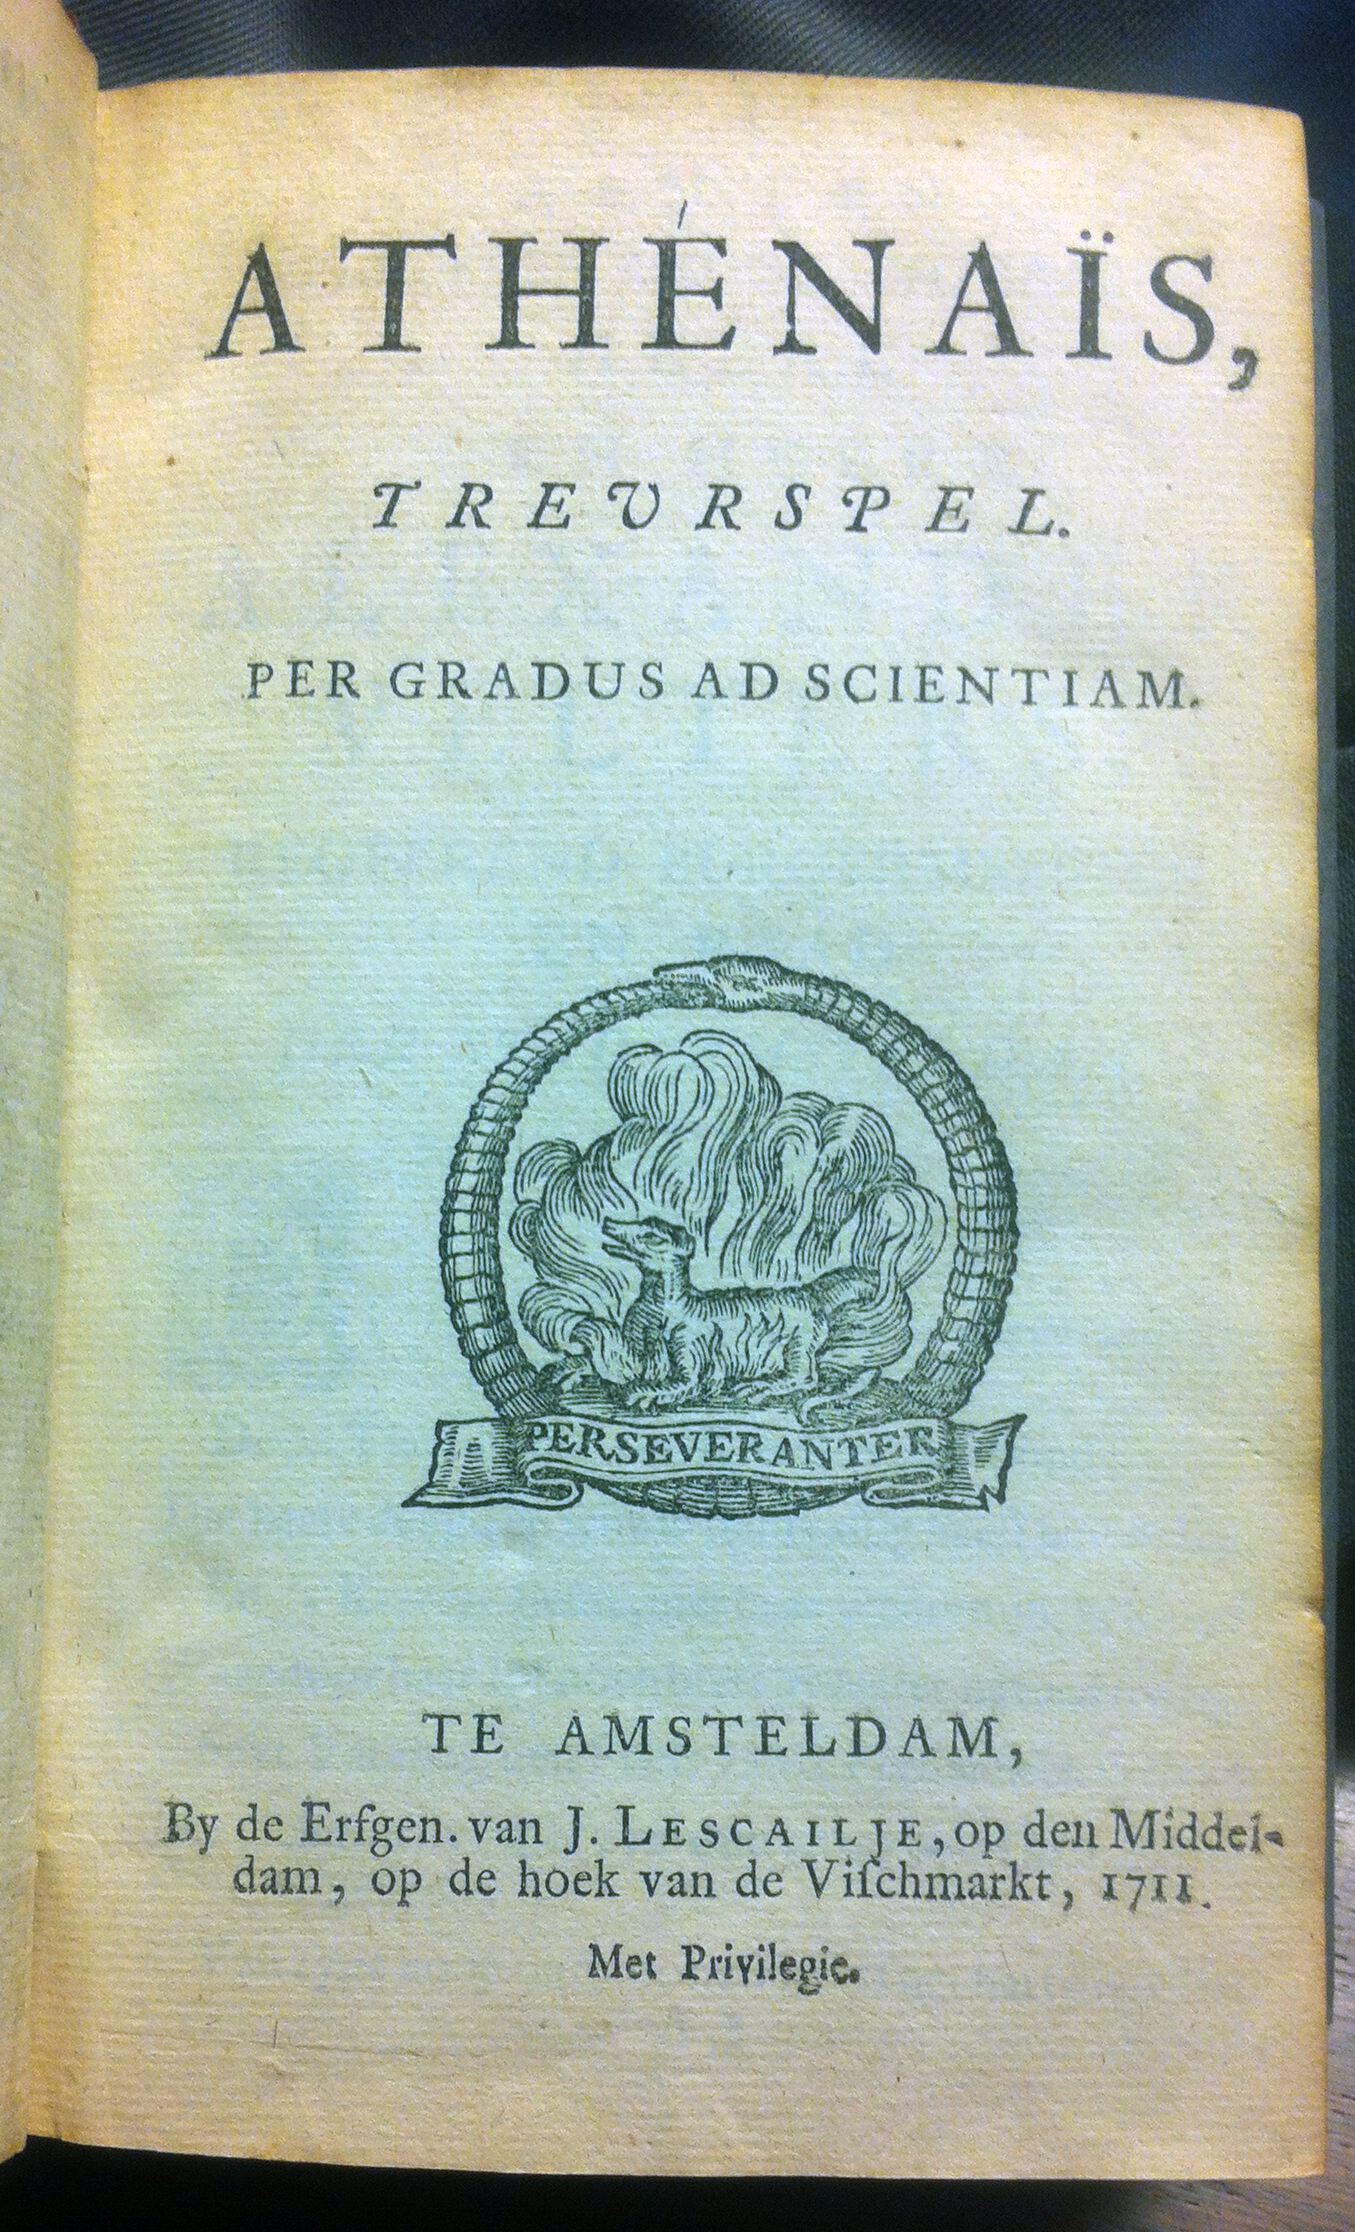 ATHÉNAÏS,
TREVRSPEL.
PER GRADUS AD SCIENTIAM.
PERSEVERANTER
TE AMSTELDAM,
By de Erfgen. van J. LESCAILJE, op den Middel-
dam, op de hoek van de Viſchmarkt, 1711.
Met Privilegie.